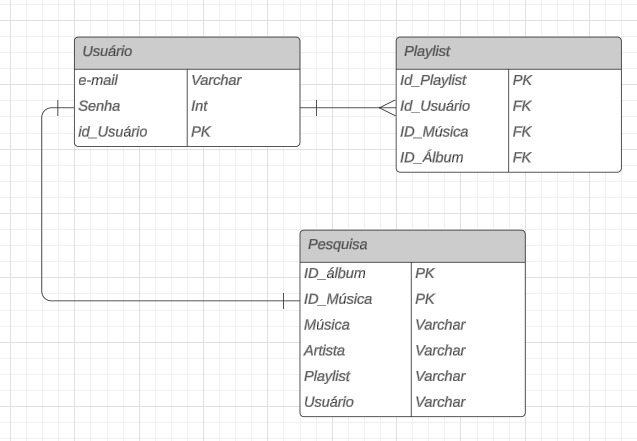 Usuário
e-mail Varchar
Senha Int
id_Usuário PK
Playlist
Id_Playlist PK
Id_Usuário FK
ID_Música FK
ID_Álbum FK
Pesquisa
ID_álbum PK
ID_Música PK
Música Varchar
Artista Varchar
Playlist Varchar
Usuário Varchar